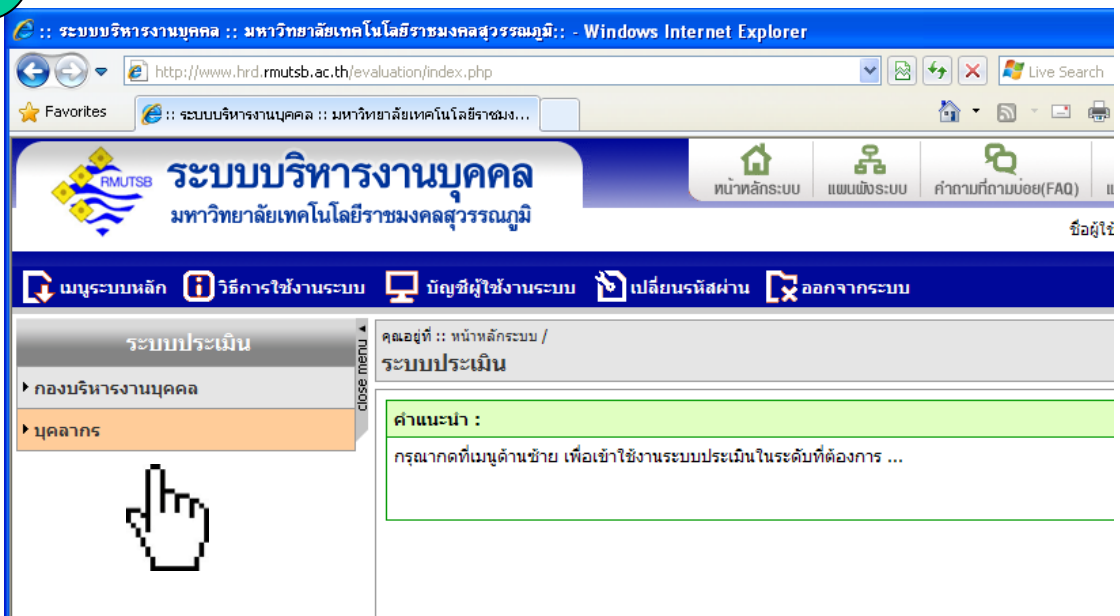 :: ระบบบริหารงานบุคคล :: มหาวิทยาลัยเทคโนโลยีราชมงคลสุวรรณภูมิ:: - Windows Internet Explorer
http://www.hrd.rmutsb.ac.th/evaluation/index.php
Live Search
Favorites
:: ระบบบริหารงานบุคคล :: มหาวิทยาลัยเทคโนโลยีราชมง...
RMUTSB
ระบบบริหารงานบุคคล
มหาวิทยาลัยเทคโนโลยีราชมงคลสุวรรณภูมิ
หน้าหลักระบบ
แผนผังระบบ
คำถามที่ถามบ่อย(FAQ)
ชื่อผู้ใช้
เมนูระบบหลัก
วิธีการใช้งานระบบ
บัญชีผู้ใช้งานระบบ
เปลี่ยนรหัสผ่าน
ออกจากระบบ
ระบบประเมิน
close menu
กองบริหารงานบุคคล
บุคลากร
คุณอยู่ที่ :: หน้าหลักระบบ /
ระบบประเมิน
คำแนะนำ :
กรุณากดที่เมนูด้านซ้าย เพื่อเข้าใช้งานระบบประเมินในระดับที่ต้องการ ...